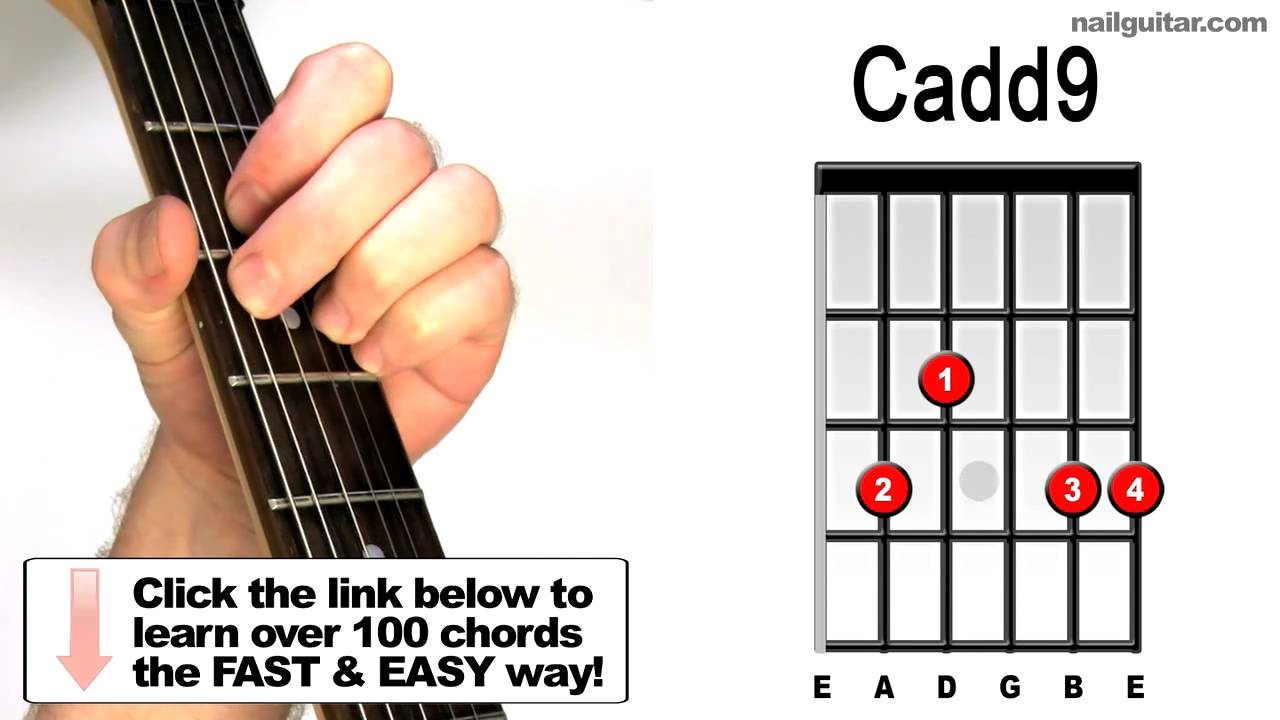 nailguitar.com
Cadd9
1
2 3 4
E A D G B E
Click the link below to
learn over 100 chords
the FAST & EASY way!